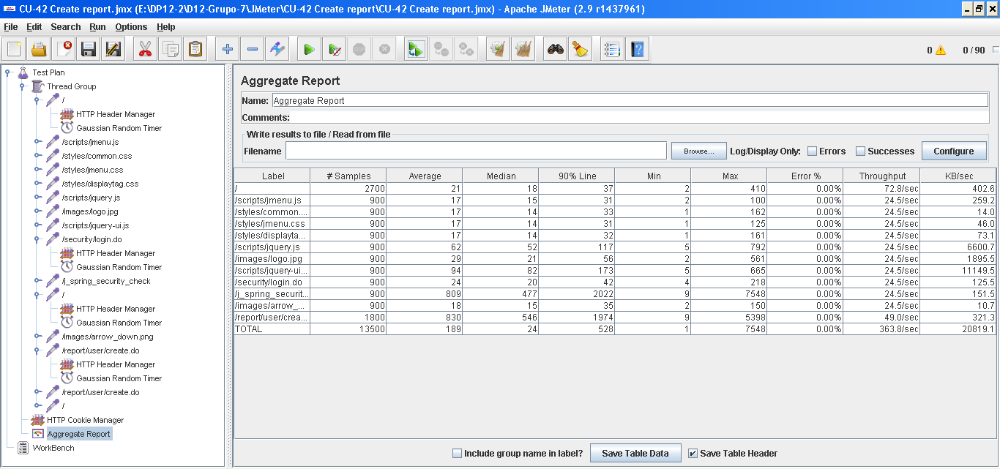 CU-42 Create report.jmx (E:\DP12-2\D12-Grupo-7\JMeter\CU-42 Create report\CU-42 Create report.jmx) - Apache JMeter (2.9 r1437961)
File Edit Search Run Options Help
0 0 / 90
Test Plan
Thread Group
/
HTTP Header Manager
Gaussian Random Timer
/scripts/jmenu.js
/styles/common.css
/styles/jmenu.css
/styles/displaytag.css
/scripts/jquery.js
/images/logo.jpg
/scripts/jquery-ui.js
/security/login.do
HTTP Header Manager
Gaussian Random Timer
/j_spring_security_check
/
HTTP Header Manager
Gaussian Random Timer
/images/arrow_down.png
/report/user/create.do
HTTP Header Manager
Gaussian Random Timer
/report/user/create.do
/
HTTP Cookie Manager
Aggregate Report
WorkBench
Aggregate Report
Name: Aggregate Report
Comments:
Write results to file / Read from file
Filename Browse... Log/Display Only: Errors Successes Configure
Label # Samples Average Median 90% Line Min Max Error % Throughput KB/sec
/ 2700 21 18 37 2 410 0.00% 72.8/sec 402.6
/scripts/jmenu.js 900 17 15 31 2 100 0.00% 24.5/sec 259.2
/styles/common.... 900 17 14 33 1 162 0.00% 24.5/sec 14.0
/styles/jmenu.css 900 17 14 31 1 125 0.00% 24.5/sec 46.0
/styles/displayta... 900 17 14 32 1 161 0.00% 24.5/sec 73.1
/scripts/jquery.js 900 62 52 117 5 792 0.00% 24.5/sec 6600.7
/images/logo.jpg 900 29 21 56 2 561 0.00% 24.5/sec 1895.5
/scripts/jquery-ui... 900 94 82 173 5 665 0.00% 24.5/sec 11149.5
/security/login.do 900 24 20 42 4 218 0.00% 24.5/sec 125.5
/j_spring_securit... 900 809 477 2022 9 7548 0.00% 24.5/sec 151.5
/images/arrow_... 900 18 15 35 2 150 0.00% 24.5/sec 10.7
/report/user/crea... 1800 830 546 1974 9 5398 0.00% 49.0/sec 321.3
TOTAL 13500 189 24 528 1 7548 0.00% 363.8/sec 20819.1
Include group name in label? Save Table Data Save Table Header